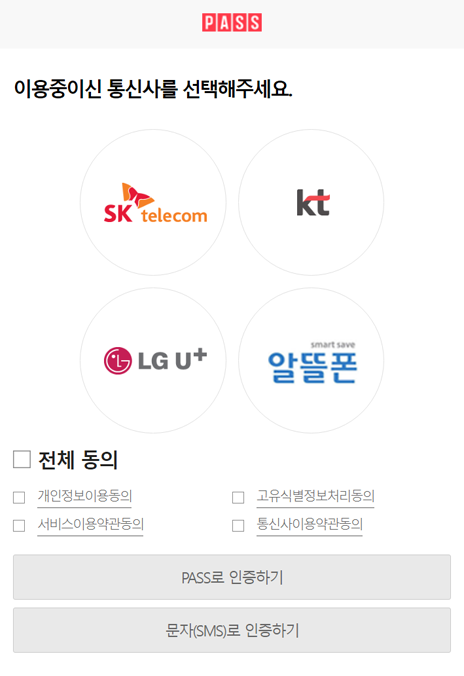 PASS
이용중이신 통신사를 선택해주세요.
SK telecom
kt
LG U+
smart save
알뜰폰
전체 동의
개인정보이용동의
고유식별정보처리동의
서비스이용약관동의
통신사이용약관동의
PASS로 인증하기
문자(SMS)로 인증하기